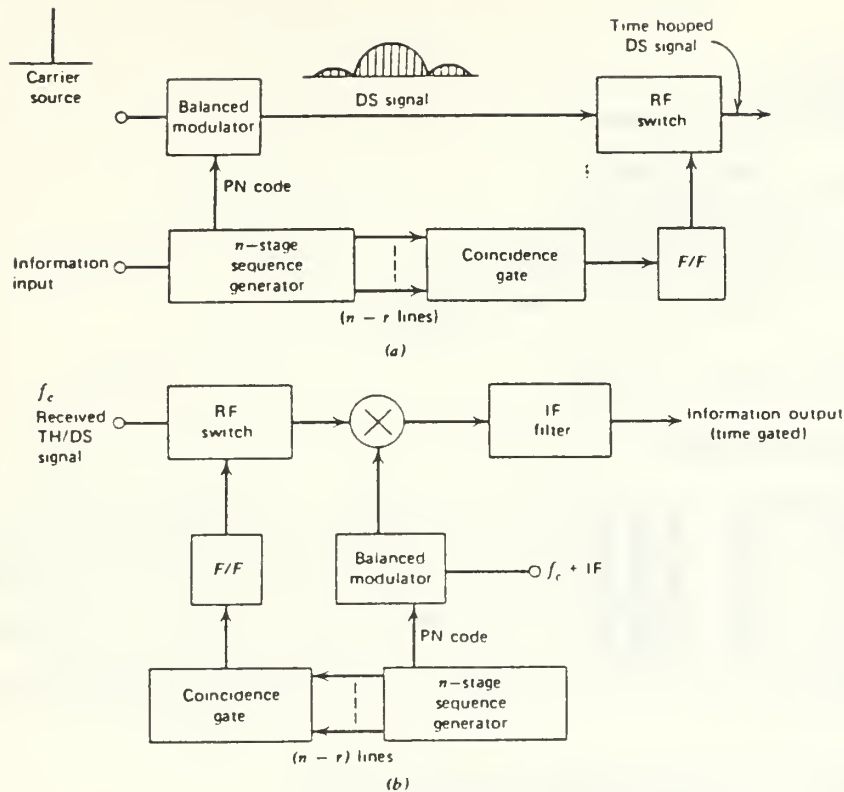 Time hopped
DS signal
Carrier
source
Balanced
modulator
DS signal
RF
switch
PN code
Information
input
n–stage
sequence
generator
Coincidence
gate
F/F
(n – r lines)
(a)
f_c
Received
TH/DS
signal
RF
switch
IF
filter
Information output
(time gated)
F/F
Balanced
modulator
f_c + IF
PN code
Coincidence
gate
n–stage
sequence
generator
(n – r) lines
(b)